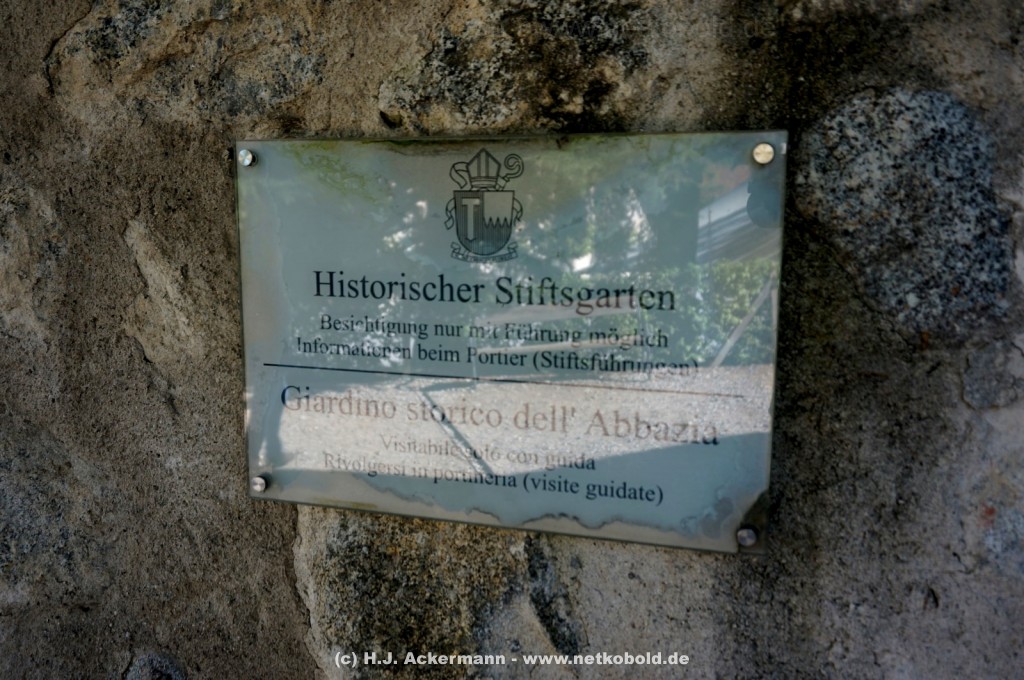 T
Historischer Stiftsgarten
Besichtigung nur mit Führung möglich
Informationen beim Portier (Stiftsführungen)
Giardino storico dell' Abbazia
Visitabile solo con guida
Rivolgersi in portineria (visite guidate)
(c) H.J. Ackermann - www.netkobold.de